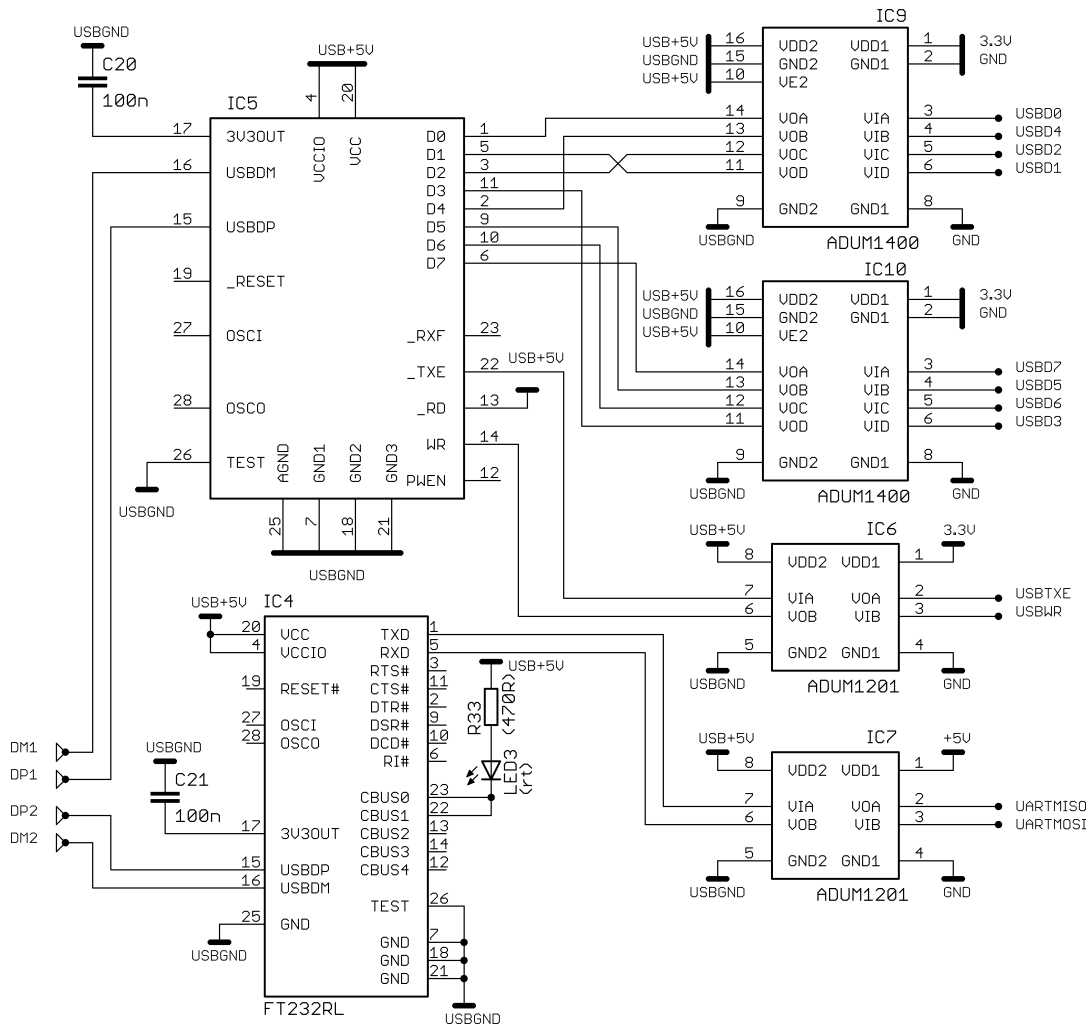 USBGND
C20
100n
USB+5V
IC5
4
20
17
3V3OUT
16
USBDM
15
USBDP
19
_RESET
27
OSCI
28
OSCO
26
TEST
USBGND
VCCIO
VCC
D0
1
D1
5
D2
3
D3
11
D4
2
D5
9
D6
10
D7
6
_RXF
23
_TXE
22
_RD
13
USB+5V
WR
14
PWEN
12
AGND
GND1
GND2
GND3
25
7
18
21
USBGND
IC9
USB+5V
16
VDD2
VDD1
1
3.3V
USBGND
15
GND2
GND1
2
GND
USB+5V
10
VE2
14
VOA
VIA
3
USBD0
13
VOB
VIB
4
USBD4
12
VOC
VIC
5
USBD2
11
VOD
VID
6
USBD1
9
GND2
GND1
8
USBGND
GND
ADUM1400
IC10
USB+5V
16
VDD2
VDD1
1
3.3V
USBGND
15
GND2
GND1
2
GND
USB+5V
10
VE2
14
VOA
VIA
3
USBD7
13
VOB
VIB
4
USBD5
12
VOC
VIC
5
USBD6
11
VOD
VID
6
USBD3
9
GND2
GND1
8
USBGND
GND
ADUM1400
IC6
USB+5V
3.3V
8
VDD2
VDD1
1
7
VIA
VOA
2
USBTXE
6
VOB
VIB
3
USBWR
5
GND2
GND1
4
USBGND
GND
ADUM1201
IC7
USB+5V
+5V
8
VDD2
VDD1
1
7
VIA
VOA
2
UARTMISO
6
VOB
VIB
3
UARTMOSI
5
GND2
GND1
4
USBGND
GND
ADUM1201
USB+5V
IC4
20
VCC
4
VCCIO
19
RESET#
27
OSCI
28
OSCO
17
3V3OUT
15
USBDP
16
USBDM
25
GND
USBGND
TXD
1
RXD
5
RTS#
3
CTS#
11
DTR#
2
DSR#
9
DCD#
10
RI#
6
CBUS0
23
CBUS1
22
CBUS2
13
CBUS3
14
CBUS4
12
TEST
26
GND
7
GND
18
GND
21
USBGND
FT232RL
USB+5V
R33
(470R)
LED3
(rt)
DM1
DP1
DP2
DM2
USBGND
C21
100n